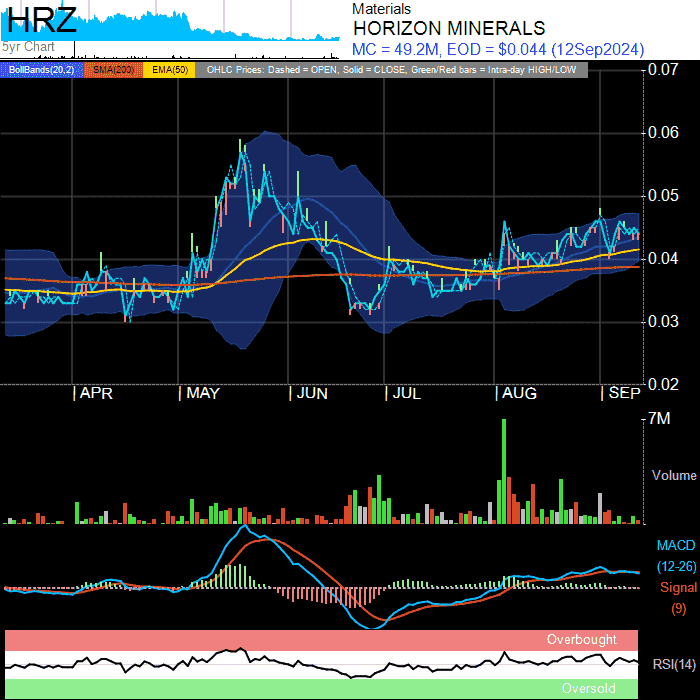 HRZ
5yr Chart
Materials
HORIZON MINERALS
MC = 49.2M, EOD = $0.044 (12Sep2024)
BollBands(20,2) SMA(200) EMA(50) OHLC Prices: Dashed = OPEN, Solid = CLOSE, Green/Red bars = Intra-day HIGH/LOW
0.07
0.06
0.05
0.04
0.03
0.02
APR MAY JUN JUL AUG SEP
7M
Volume
MACD
(12-26)
Signal
(9)
Overbought
RSI(14)
Oversold